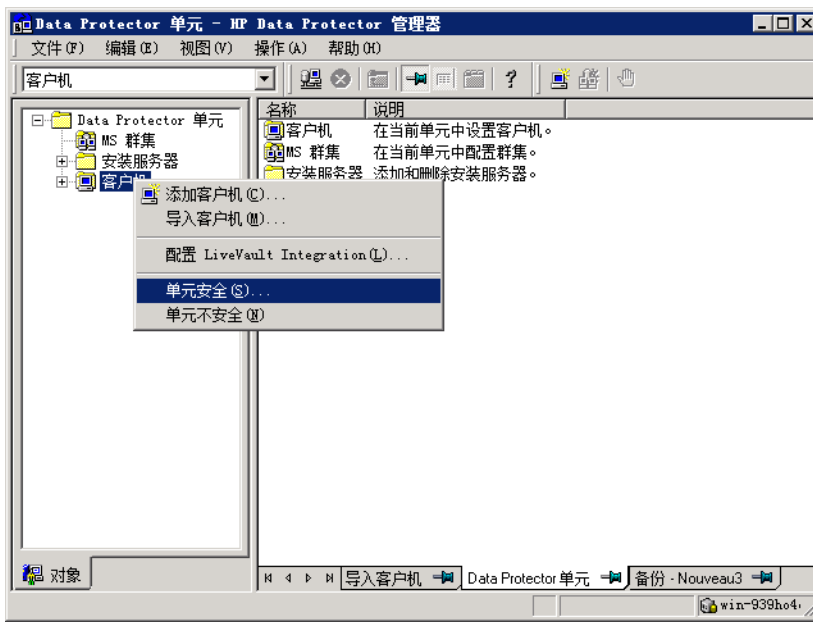 Data Protector 单元 - HP Data Protector 管理器
文件(F) 编辑(E) 视图(V) 操作(A) 帮助(H)
客户机
Data Protector 单元
MS 群集
安装服务器
客户机
名称 说明
客户机 在当前单元中设置客户机。
MS 群集 在当前单元中配置群集。
安装服务器 添加和删除安装服务器。
添加客户机(C)...
导入客户机(M)...
配置 LiveVault Integration(L)...
单元安全(S)...
单元不安全(N)
对象
导入客户机 Data Protector 单元 备份 - Nouveau3
win-939ho4